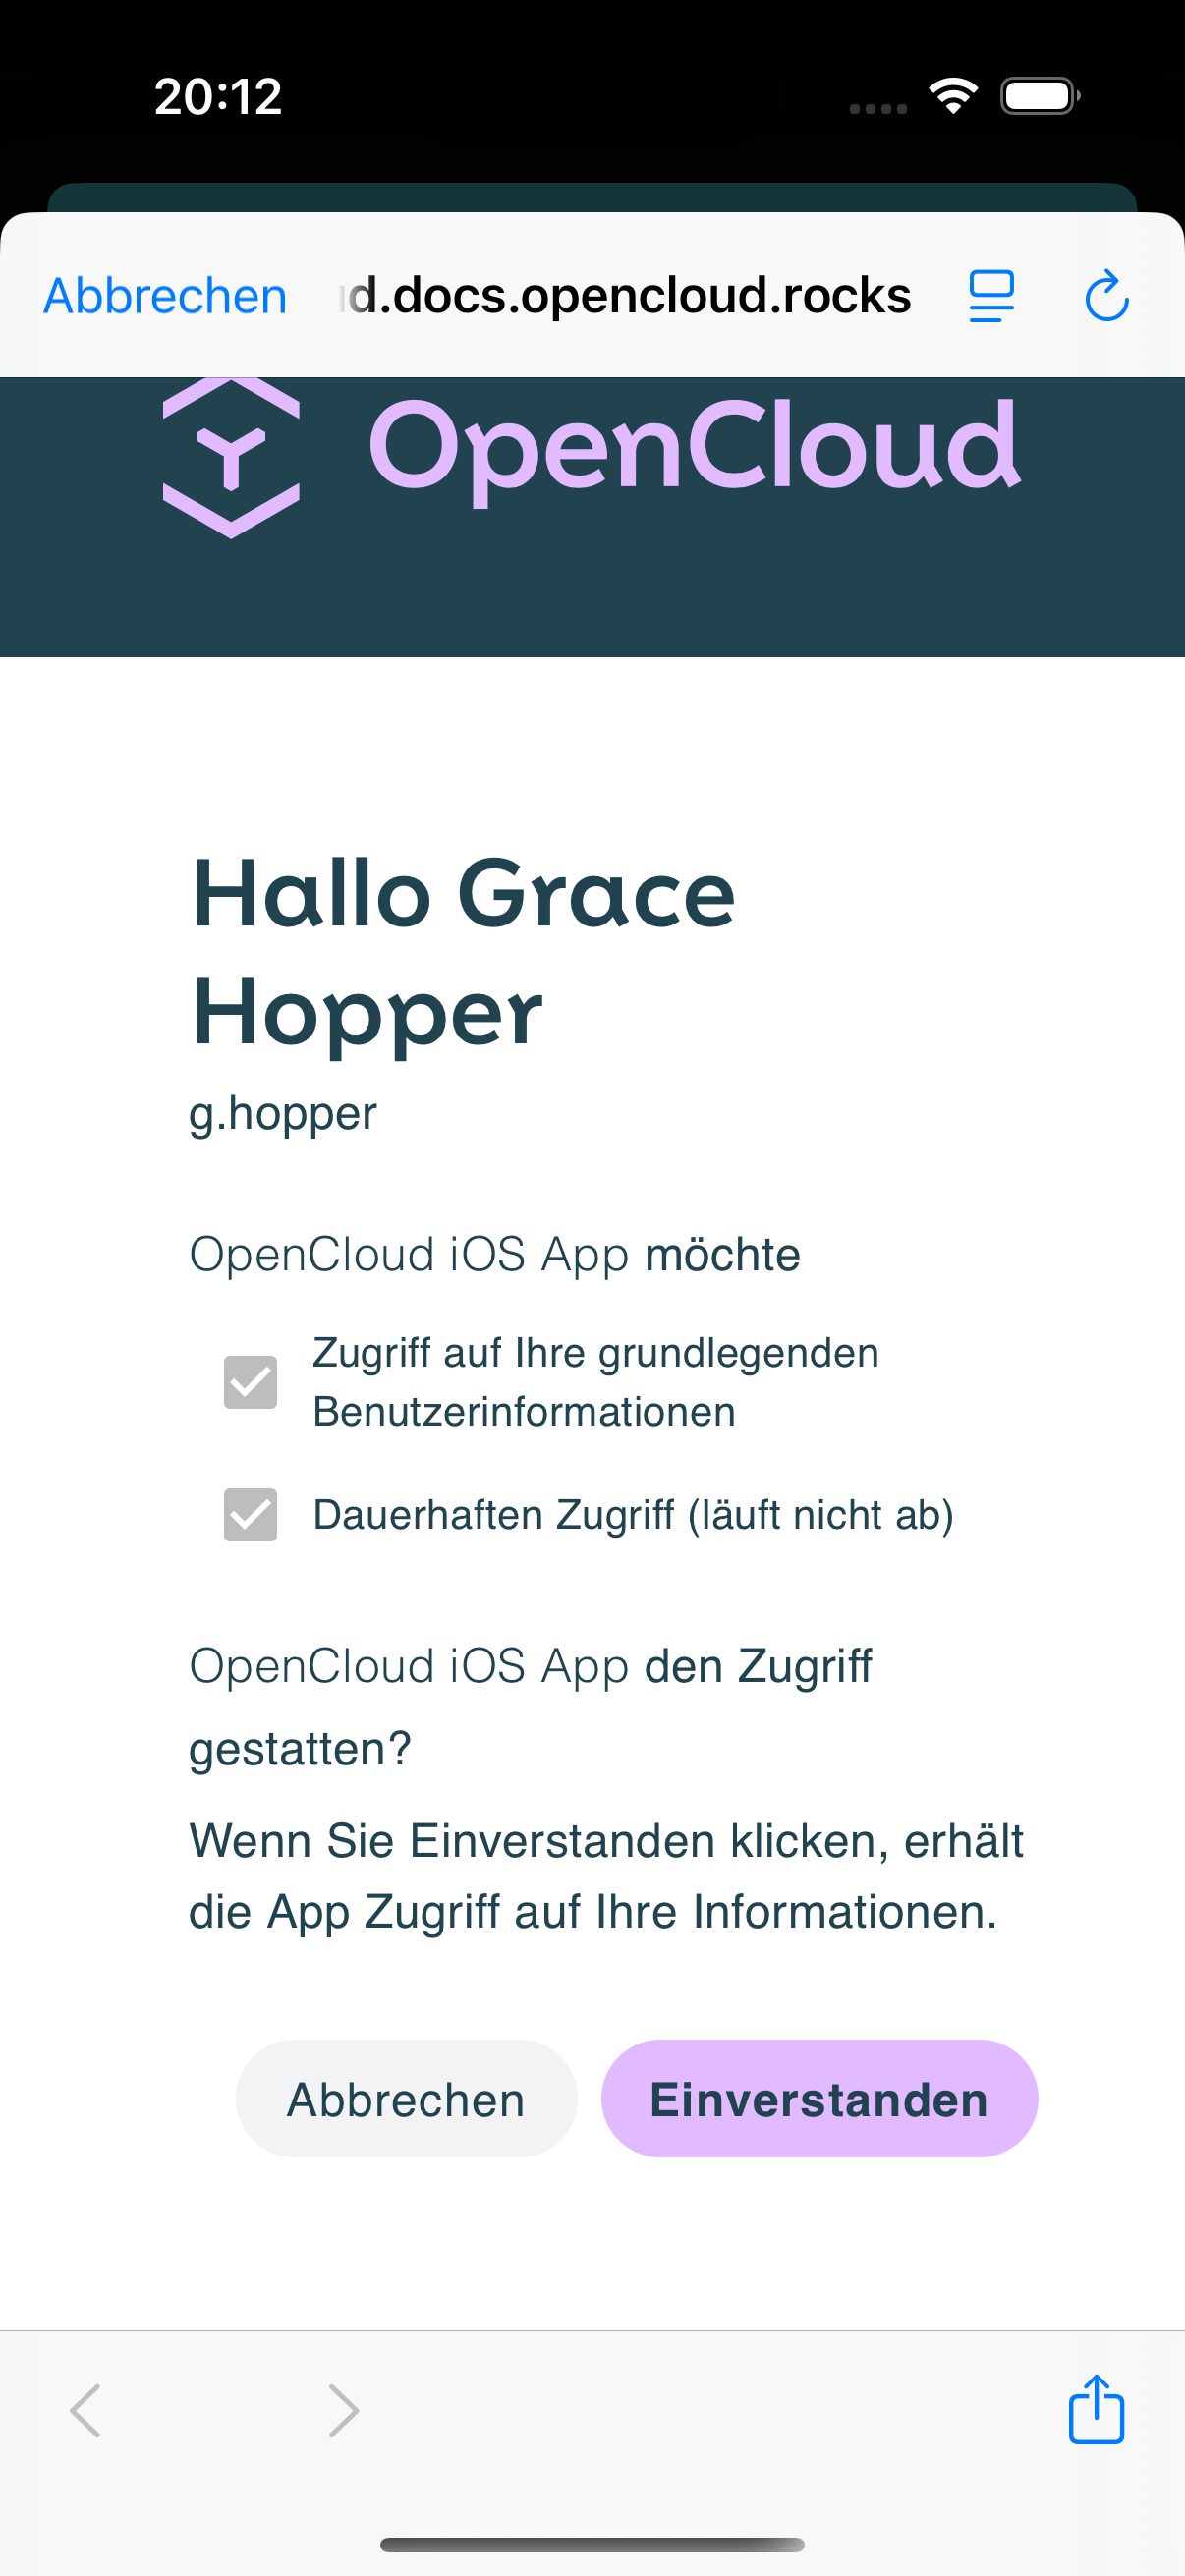 20:12
Abbrechen d.docs.opencloud.rocks
OpenCloud
Hallo Grace
Hopper
g.hopper
OpenCloud iOS App möchte
Zugriff auf Ihre grundlegenden
Benutzerinformationen
Dauerhaften Zugriff (läuft nicht ab)
OpenCloud iOS App den Zugriff
gestatten?
Wenn Sie Einverstanden klicken, erhält
die App Zugriff auf Ihre Informationen.
Abbrechen Einverstanden